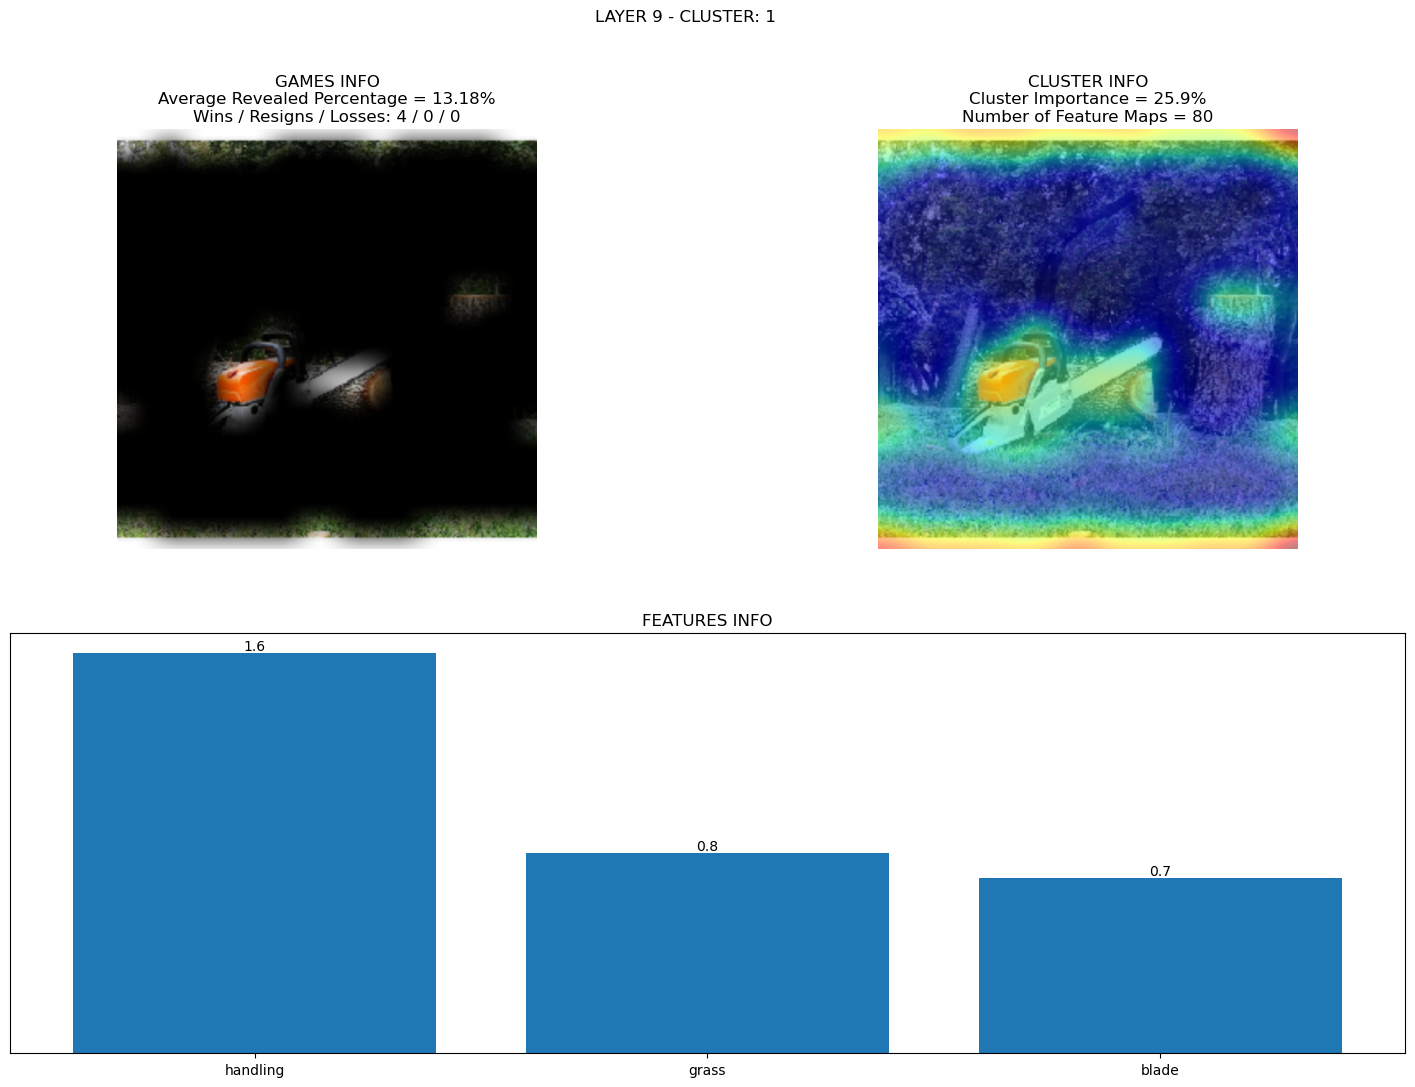 LAYER 9 - CLUSTER: 1
GAMES INFO
Average Revealed Percentage = 13.18%
Wins / Resigns / Losses: 4 / 0 / 0
CLUSTER INFO
Cluster Importance = 25.9%
Number of Feature Maps = 80
FEATURES INFO
1.6
0.8
0.7
handling
grass
blade